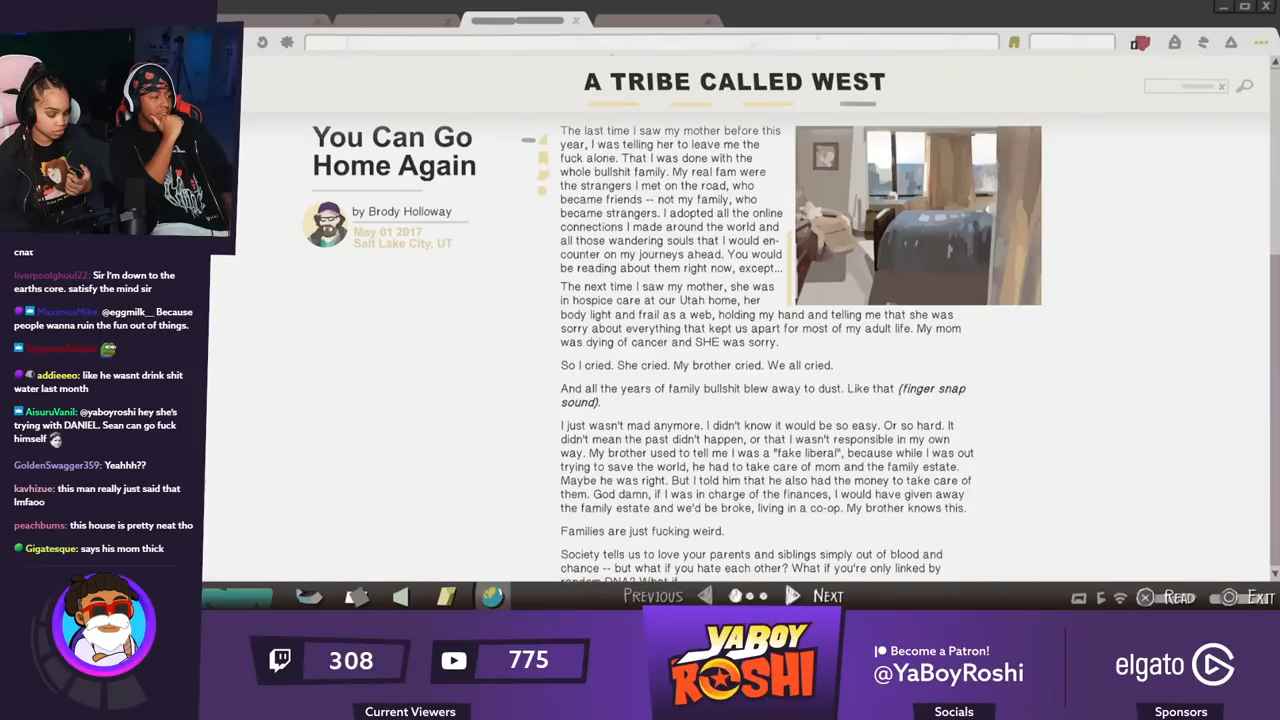 A TRIBE CALLED WEST
You Can Go
Home Again
by Brody Holloway
May 01 2017
Salt Lake City, UT
The last time I saw my mother before this
year, I was telling her to leave me the
fuck alone. That I was done with the
whole bullshit family. My real fam were
the strangers I met on the road, who
became friends -- not my family, who
became strangers. I adopted all the online
connections I made around the world and
all those wandering souls that I would en-
counter on my journeys ahead. You would
be reading about them right now, except...
The next time I saw my mother, she was
in hospice care at our Utah home, her
body light and frail as a web, holding my hand and telling me that she was
sorry about everything that kept us apart for most of my adult life. My mom
was dying of cancer and SHE was sorry.
So I cried. She cried. My brother cried. We all cried.
And all the years of family bullshit blew away to dust. Like that (finger snap
sound).
I just wasn't mad anymore. I didn't know it would be so easy. Or so hard. It
didn't mean the past didn't happen, or that I wasn't responsible in my own
way. My brother used to tell me I was a "fake liberal", because while I was out
trying to save the world, he had to take care of mom and the family estate.
Maybe he was right. But I told him that he also had the money to take care of
them. God damn, if I was in charge of the finances, I would have given away
the family estate and we'd be broke, living in a co-op. My brother knows this.
Families are just fucking weird.
Society tells us to love your parents and siblings simply out of blood and
chance -- but what if you hate each other? What if you're only linked by
random DNA? What if
chat
liverpoolghoul22: Sir I'm down to the
earths core. satisfy the mind sir
MaxumusMike: @eggmilk__ Because
people wanna ruin the fun out of things.
addieeeo: like he wasnt drink shit
water last month
AisuruVanil: @yaboyroshi hey she's
trying with DANIEL. Sean can go fuck
himself
GoldenSwagger359: Yeahhh??
kavhizue: this man really just said that
lmfaoo
peachbums: this house is pretty neat tho
Gigatesque: says his mom thick
PREVIOUS
NEXT
READ
EXIT
308
775
Current Viewers
YABOY
ROSHI
Become a Patron!
@YaBoyRoshi
Socials
elgato
Sponsors